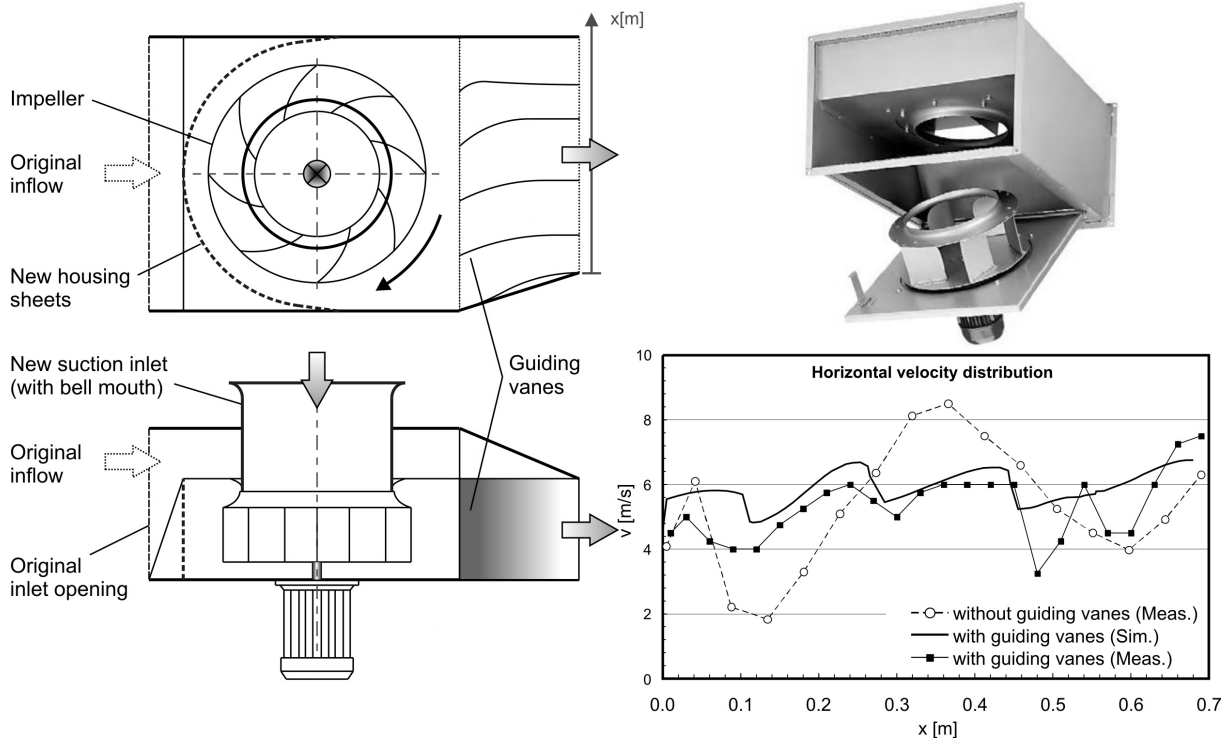 x[m]
Impeller
Original
inflow
New housing
sheets
New suction inlet
(with bell mouth)
Guiding
vanes
Original
inflow
Original
inlet opening
Horizontal velocity distribution
10
8
6
4
2
0
v [m/s]
without guiding vanes (Meas.)
with guiding vanes (Sim.)
with guiding vanes (Meas.)
0.0 0.1 0.2 0.3 0.4 0.5 0.6 0.7
x [m]